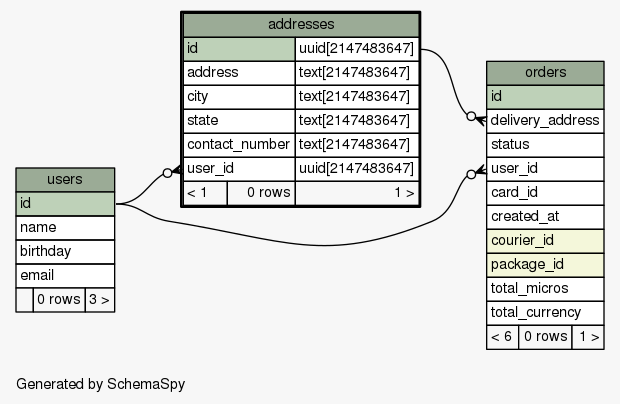 addresses
id uuid[2147483647]
address text[2147483647]
city text[2147483647]
state text[2147483647]
contact_number text[2147483647]
user_id uuid[2147483647]
< 1 0 rows 1 >
orders
id
delivery_address
status
user_id
card_id
created_at
courier_id
package_id
total_micros
total_currency
< 6 0 rows 1 >
users
id
name
birthday
email
0 rows 3 >
Generated by SchemaSpy